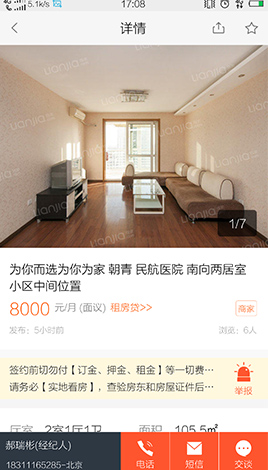 5.1k/s 17:08
详情
lianjia.com
1/7
为你而选为你为家 朝青 民航医院 南向两居室
小区中间位置
8000 元/月 (面议) 租房贷>> 商家
发布：5小时前 浏览：6人
签约前切勿付【订金、押金、租金】等一切费…
请务必【实地看房】，查验房东和房屋证件后…
举报
厅室 2室1厅1卫 面积 105.5㎡
郝瑞彬(经纪人)
18311165285-北京
电话 短信 交谈